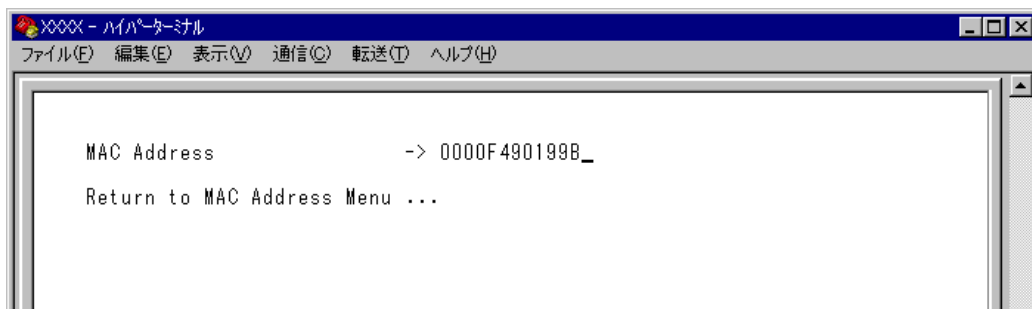 XXXX - ハイパーターミナル
ファイル(F) 編集(E) 表示(V) 通信(C) 転送(T) ヘルプ(H)
MAC Address -> 0000F490199B_
Return to MAC Address Menu ...